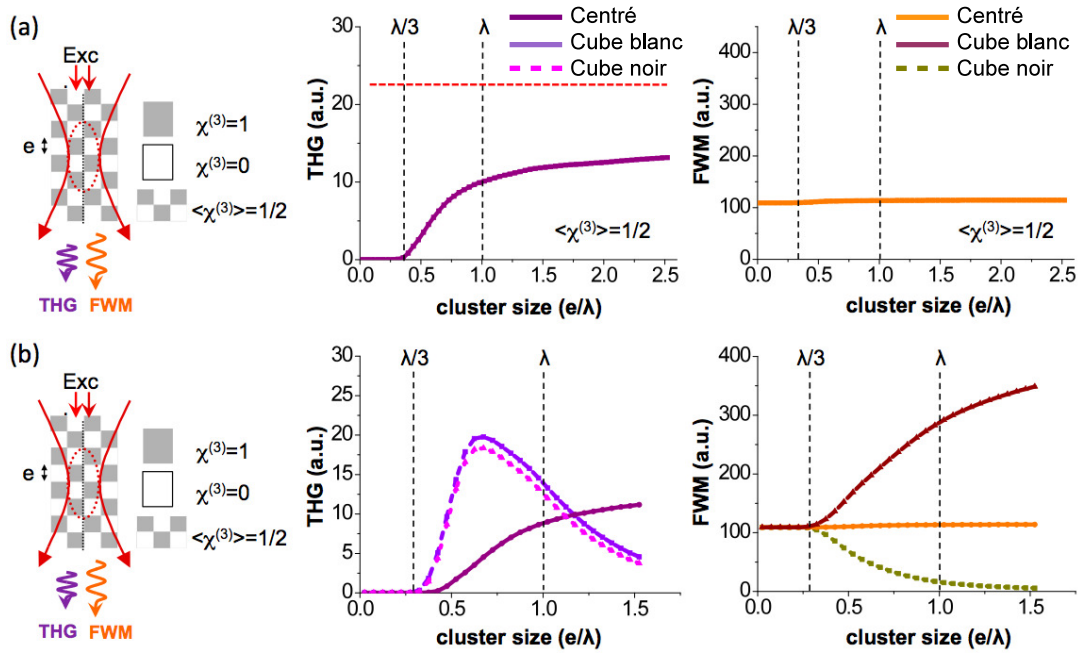 (a)
Exc
e
χ(3)=1
χ(3)=0
<χ(3)>=1/2
THG FWM
THG (a.u.)
30
20
10
0
λ/3 λ
Centré
Cube blanc
Cube noir
<χ(3)>=1/2
0.0 0.5 1.0 1.5 2.0 2.5
cluster size (e/λ)
FWM (a.u.)
400
300
200
100
0
λ/3 λ
Centré
Cube blanc
Cube noir
<χ(3)>=1/2
0.0 0.5 1.0 1.5 2.0 2.5
cluster size (e/λ)
(b)
Exc
e
χ(3)=1
χ(3)=0
<χ(3)>=1/2
THG FWM
THG (a.u.)
30
25
20
15
10
5
0
λ/3 λ
0.0 0.5 1.0 1.5
cluster size (e/λ)
FWM (a.u.)
400
300
200
100
0
λ/3 λ
0.0 0.5 1.0 1.5
cluster size (e/λ)